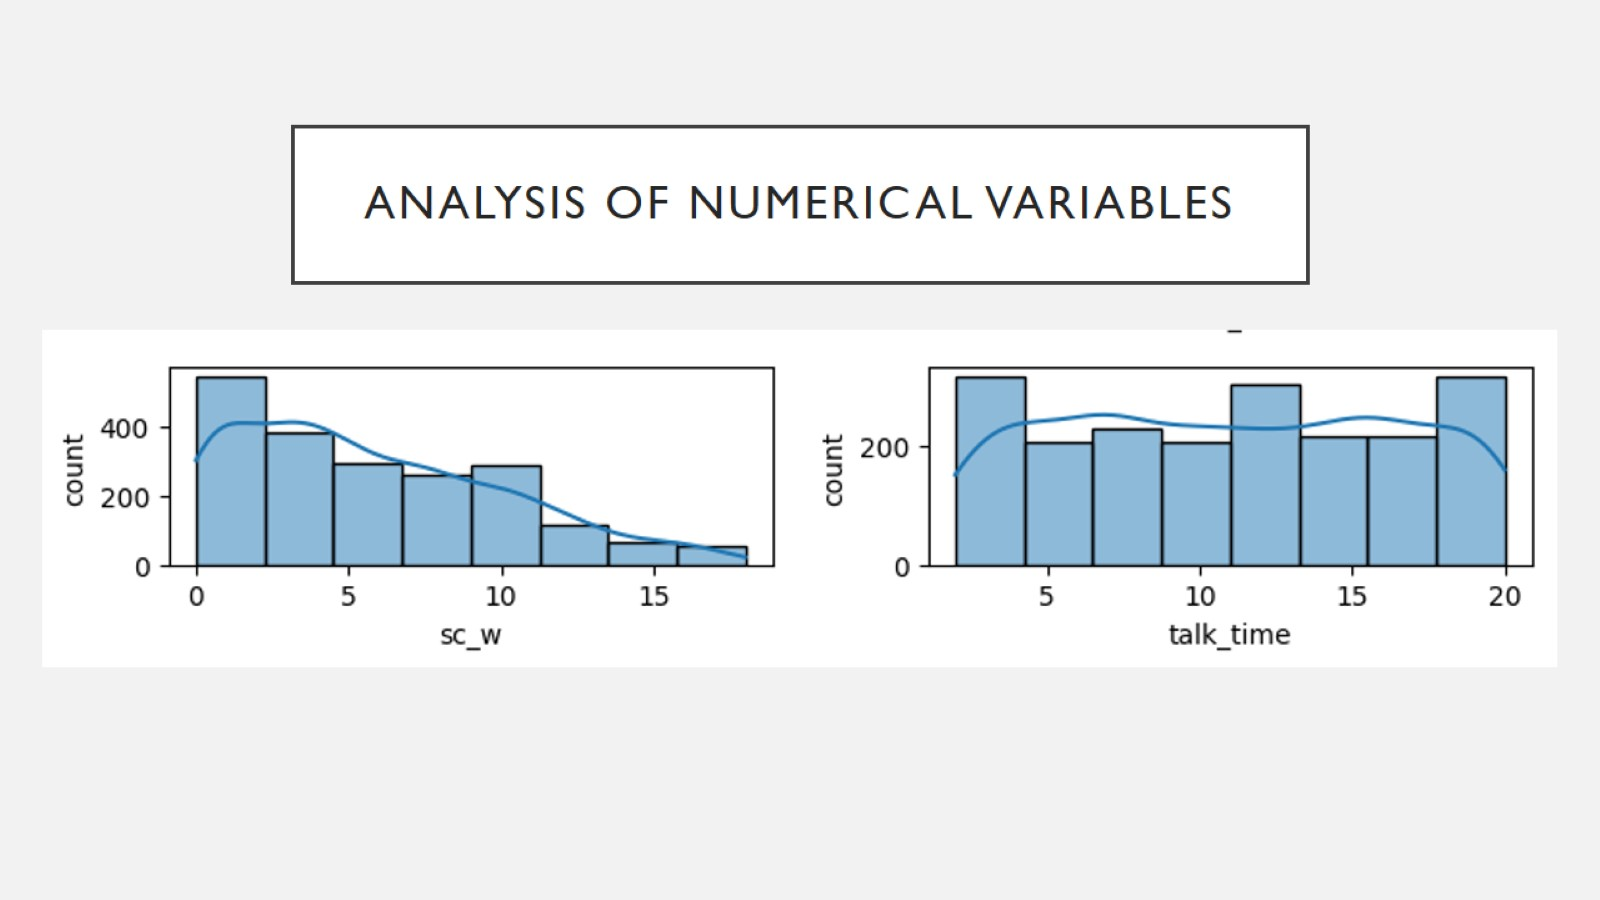 ANALYSIS OF NUMERICAL VARIABLES
count
400
200
0
0 5 10 15
sc_w
count
200
0
5 10 15 20
talk_time